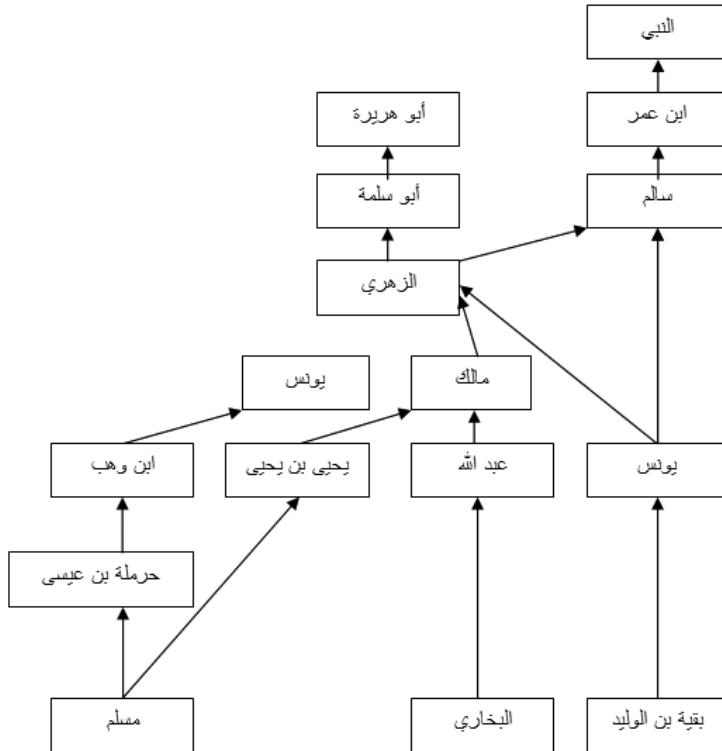 النبي
ابن عمر
أبو هريرة
سالم
أبو سلمة
الزهري
مالك
يونس
يونس
عبد الله
يحيى بن يحيى
ابن وهب
حرملة بن عيسى
بقية بن الوليد
البخاري
مسلم